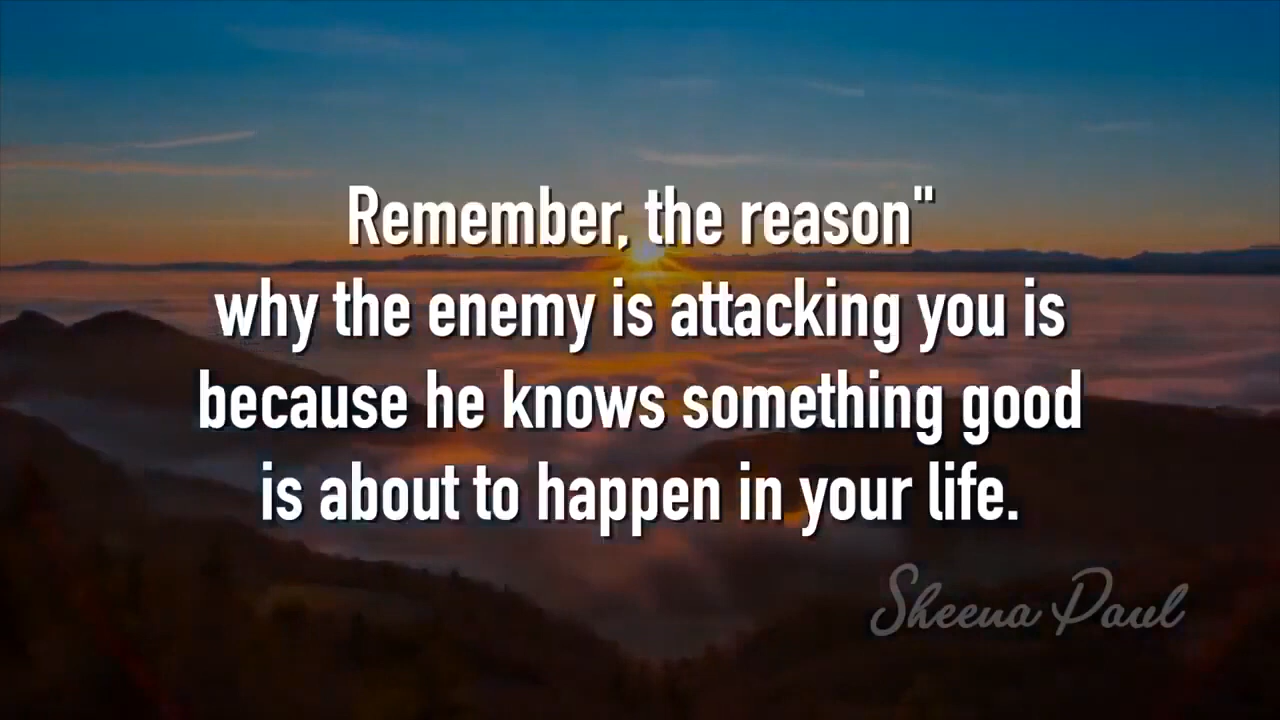 Remember, the reason"
why the enemy is attacking you is
because he knows something good
is about to happen in your life.
Sheena Paul